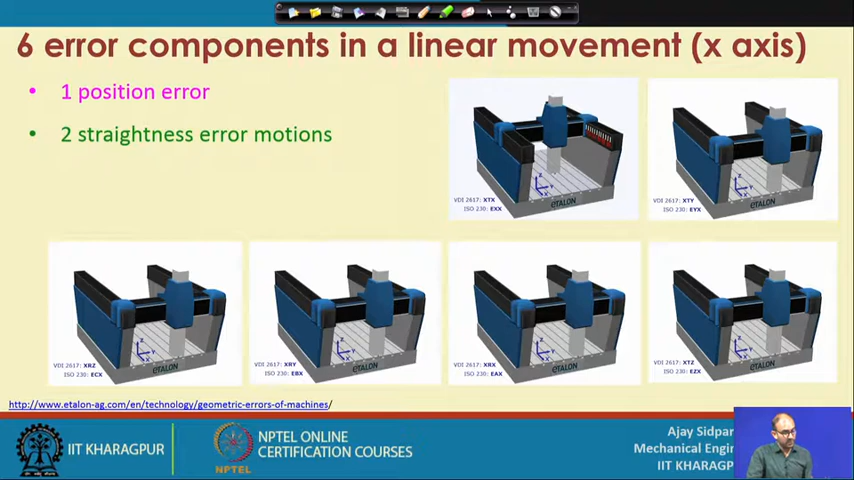 6 error components in a linear movement (x axis)
• 1 position error
• 2 straightness error motions
VDI 2617: XTX
ISO 230: EXX
ETALON
VDI 2617: XTY
ISO 230: EYX
ETALON
VDI 2617: XRZ
ISO 230: ECX
ETALON
VDI 2617: XRY
ISO 230: EBX
ETALON
VDI 2617: XRX
ISO 230: EAX
ETALON
VDI 2617: XTZ
ISO 230: EZX
ETALON
http://www.etalon-ag.com/en/technology/geometric-errors-of-machines/
IIT KHARAGPUR
NPTEL
NPTEL ONLINE
CERTIFICATION COURSES
Ajay Sidpar
Mechanical Engine
IIT KHARAGP